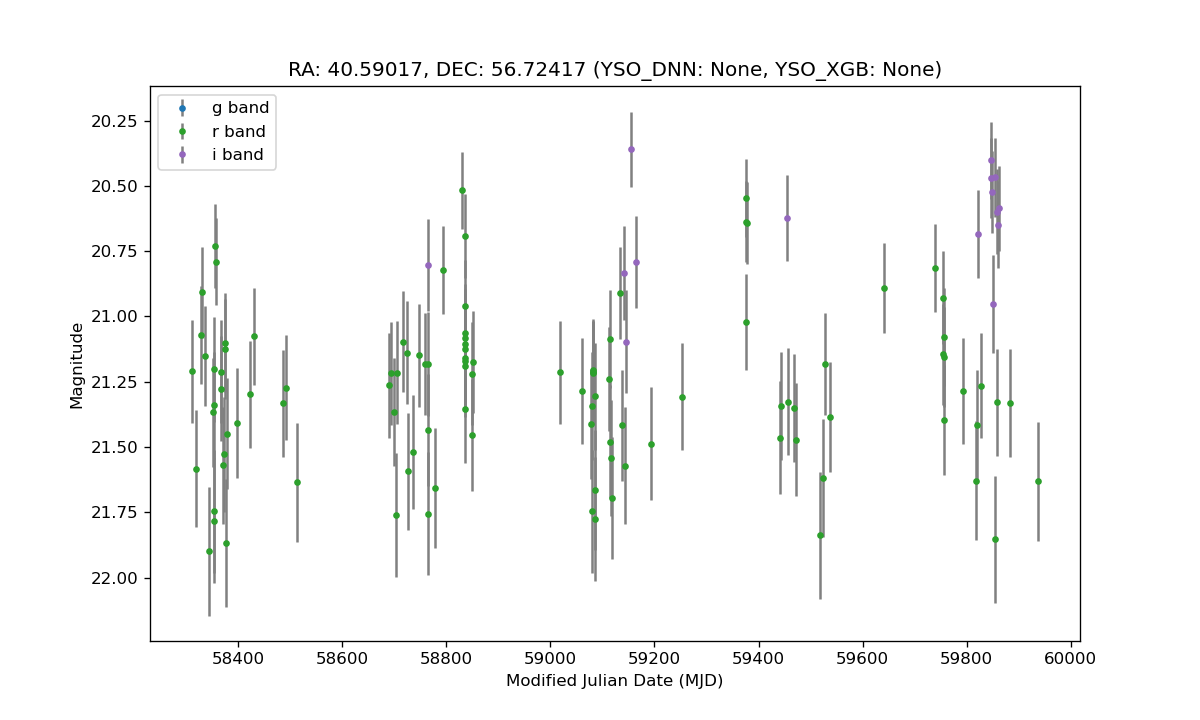 RA: 40.59017, DEC: 56.72417 (YSO_DNN: None, YSO_XGB: None)
g band
r band
i band
20.25
20.50
20.75
21.00
21.25
21.50
21.75
22.00
Magnitude
58400 58600 58800 59000 59200 59400 59600 59800 60000
Modified Julian Date (MJD)